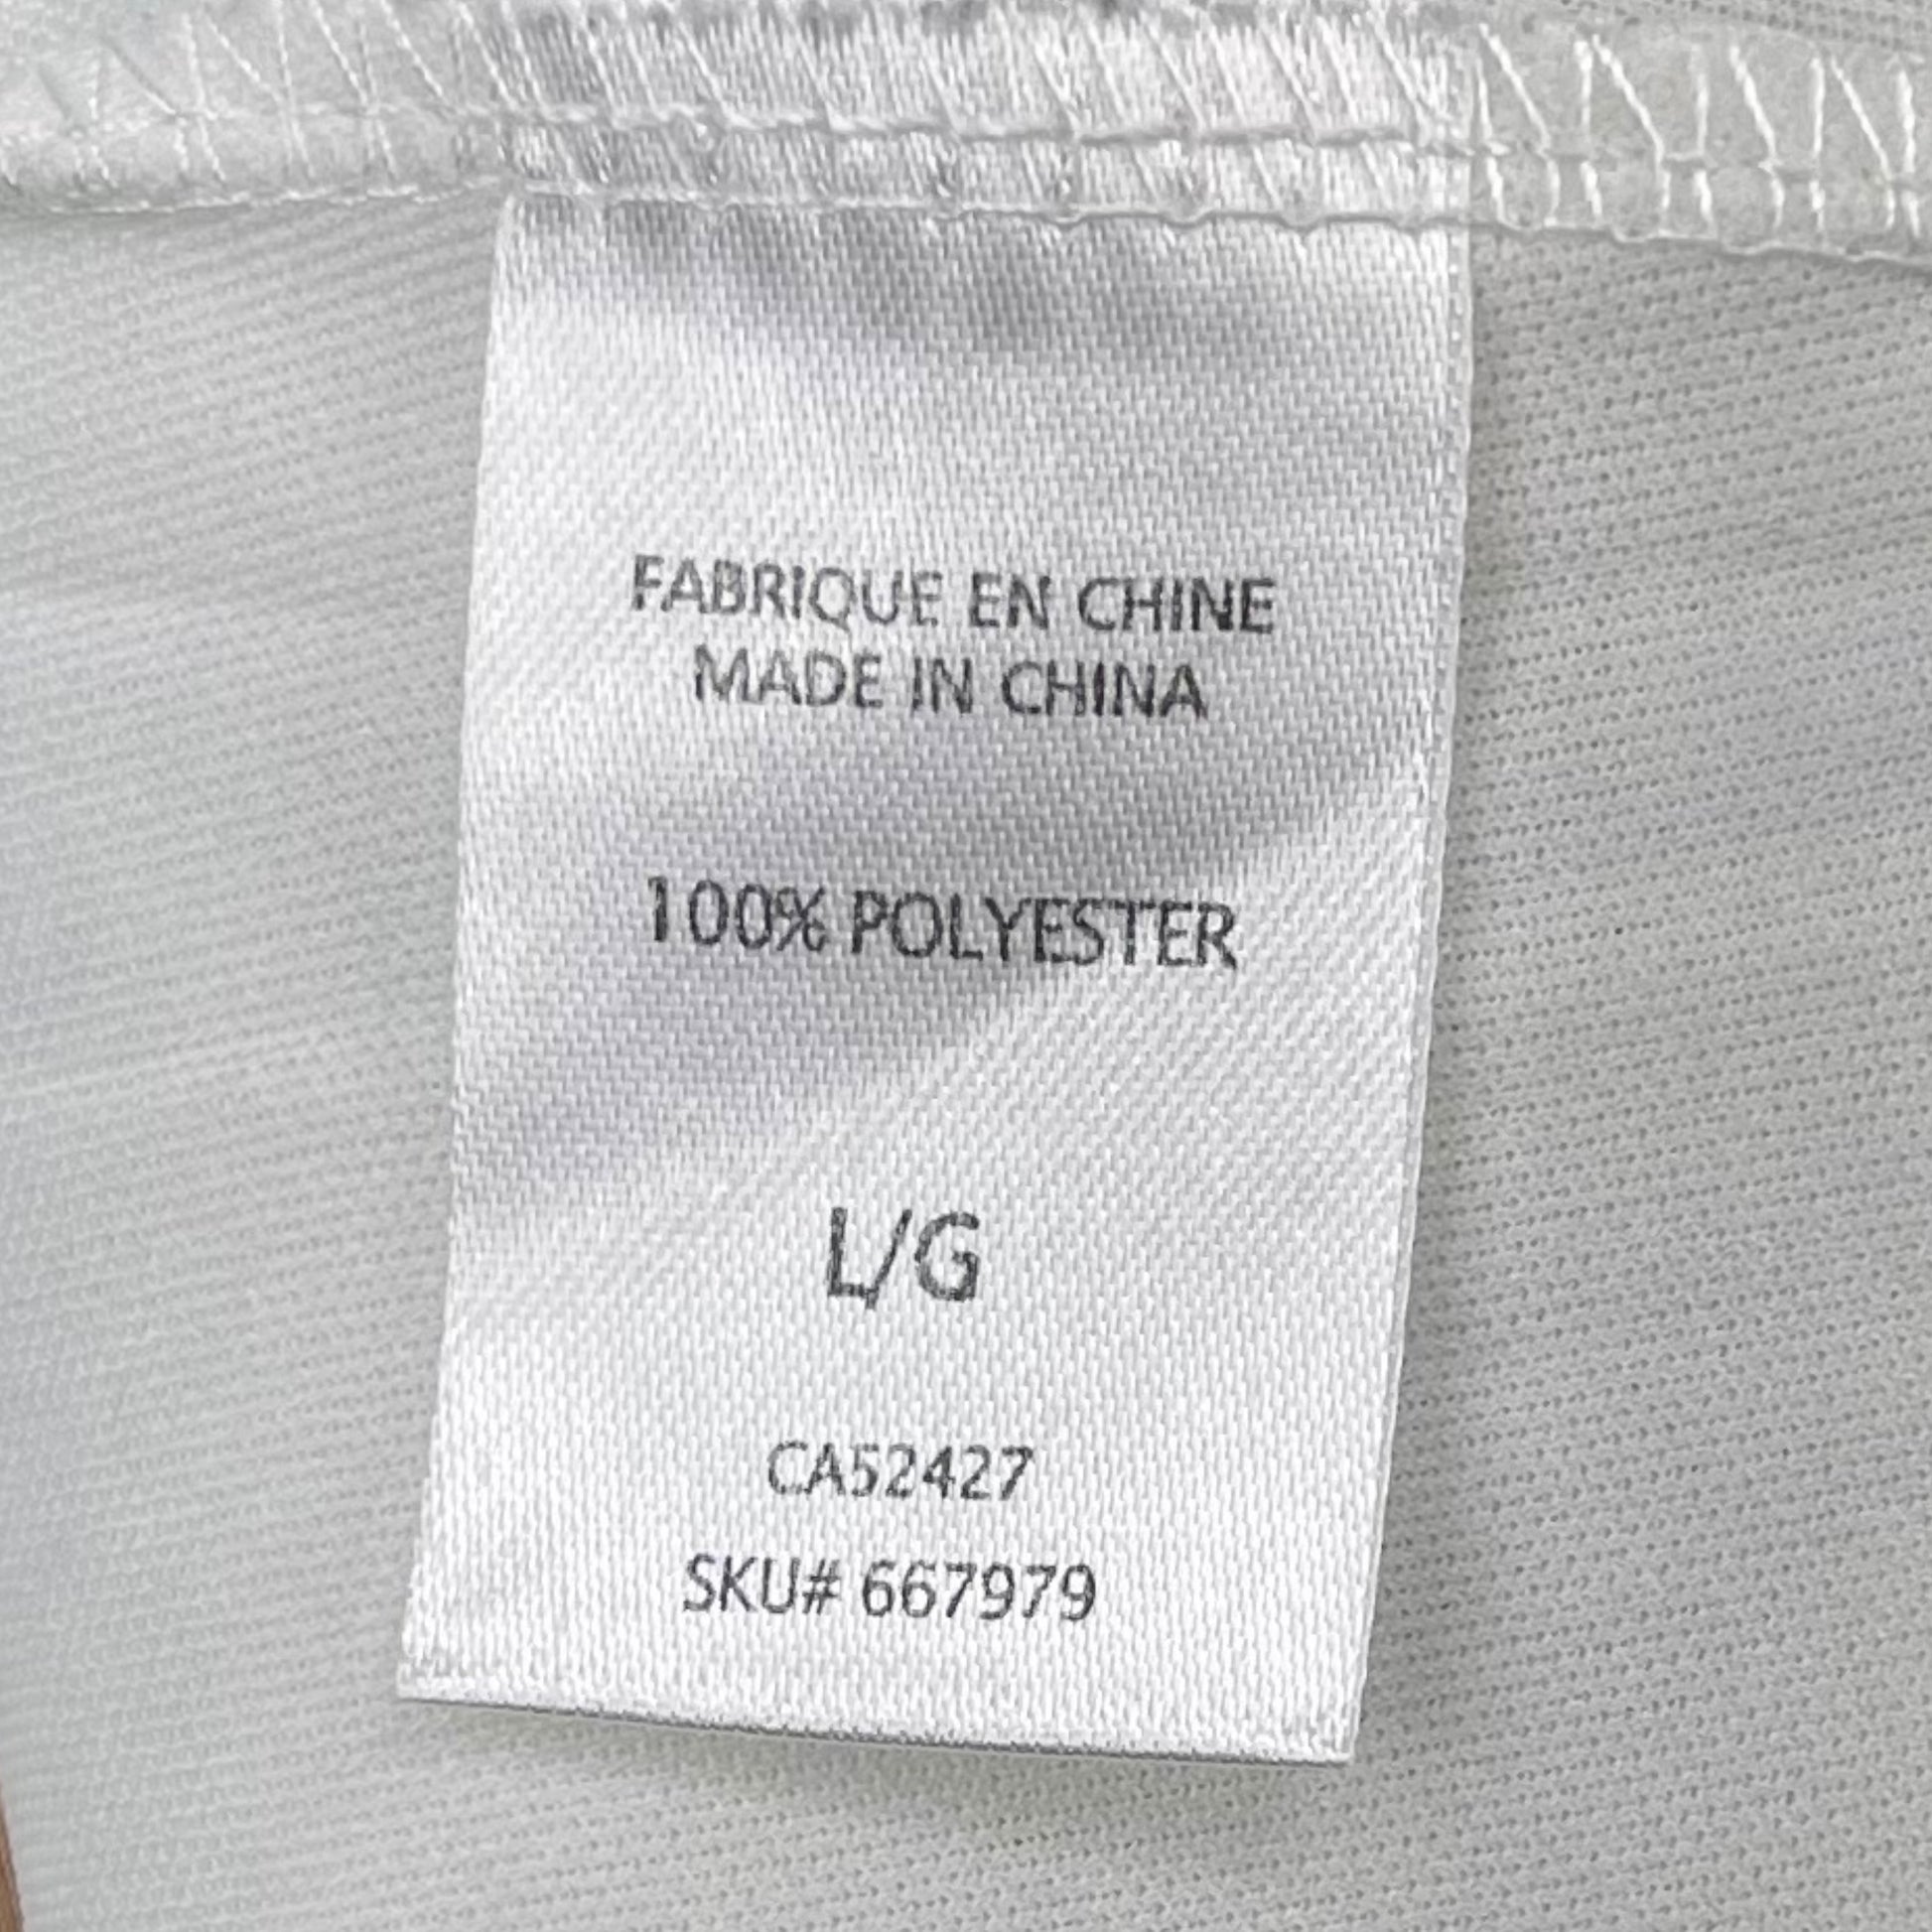 FABRIQUE EN CHINE
MADE IN CHINA
100% POLYESTER
L/G
CA52427
SKU# 667979